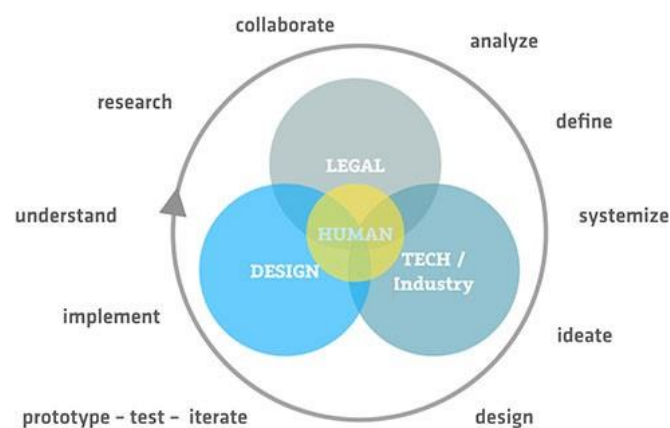 collaborate
analyze
research
define
LEGAL
understand
systemize
HUMAN
DESIGN
TECH /
Industry
implement
ideate
prototype – test – iterate
design